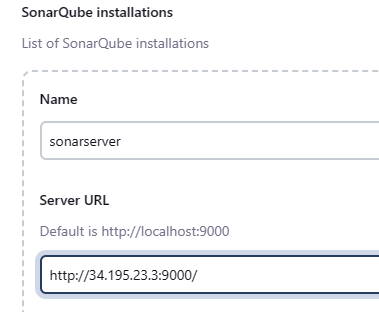 SonarQube installations
List of SonarQube installations
Name
sonarserver
Server URL
Default is http://localhost:9000
http://34.195.23.3:9000/